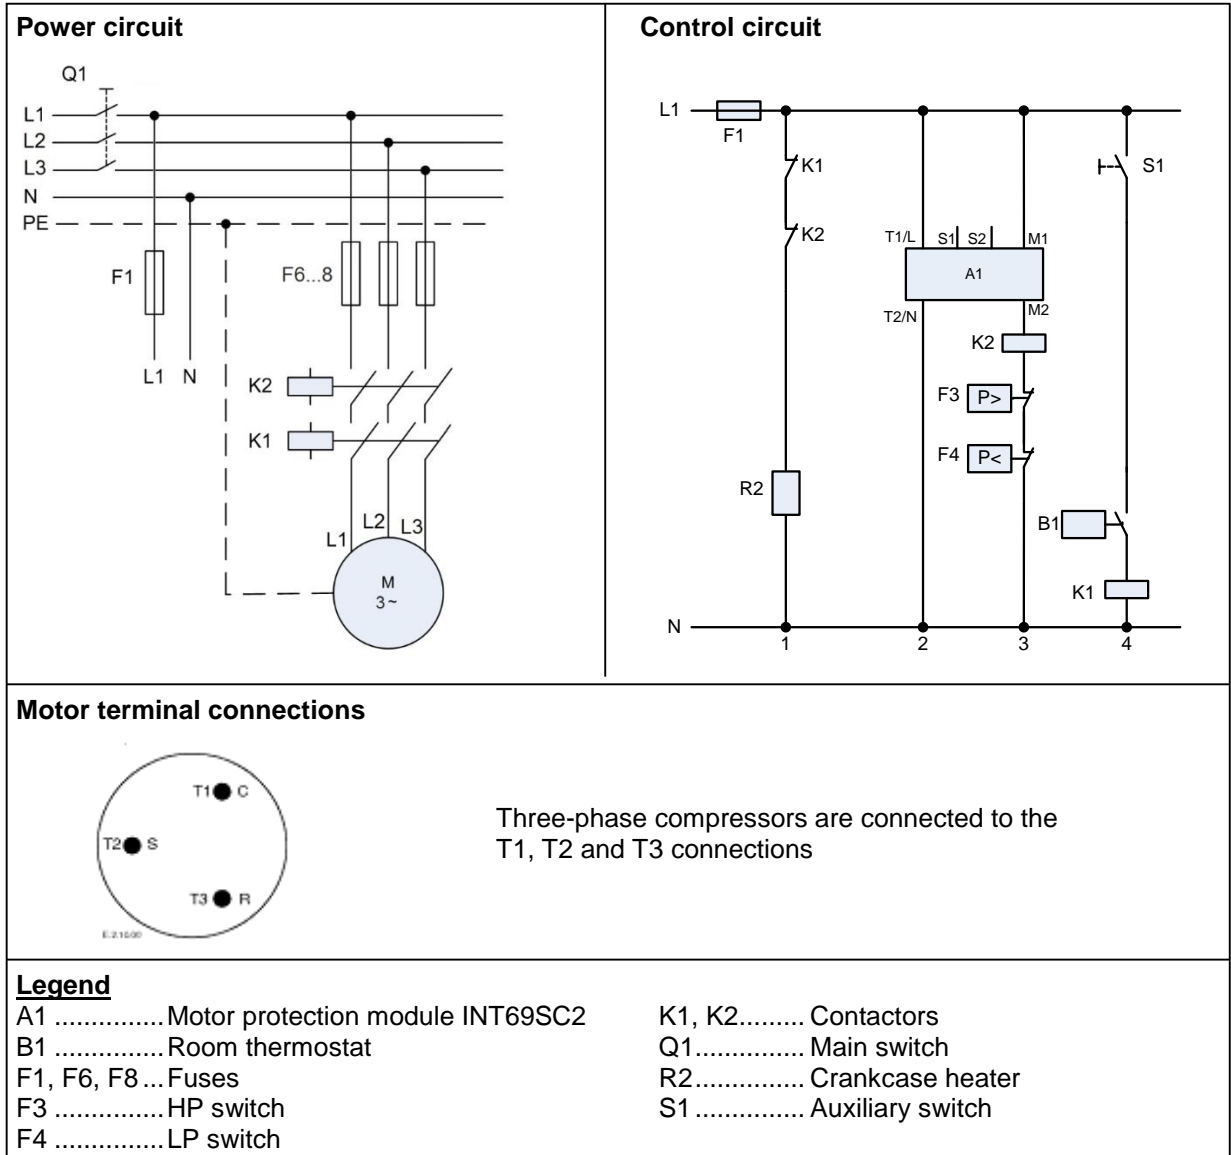 Power circuit
Q1
L1
L2
L3
N
PE
F1
F6...8
L1 N
K2
K1
L1
L2
L3
M
3 ~
Control circuit
L1
F1
K1
S1
K2
T1/L
S1
S2
M1
A1
T2/N
M2
K2
F3
P>
F4
P<
R2
B1
K1
N
1
2
3
4
Motor terminal connections
T1 C
T2 S
T3 R
Three-phase compressors are connected to the
T1, T2 and T3 connections
Legend
A1 ...............Motor protection module INT69SC2
B1 ...............Room thermostat
F1, F6, F8...Fuses
F3 ...............HP switch
F4 ...............LP switch
K1, K2......... Contactors
Q1............... Main switch
R2............... Crankcase heater
S1 ............... Auxiliary switch